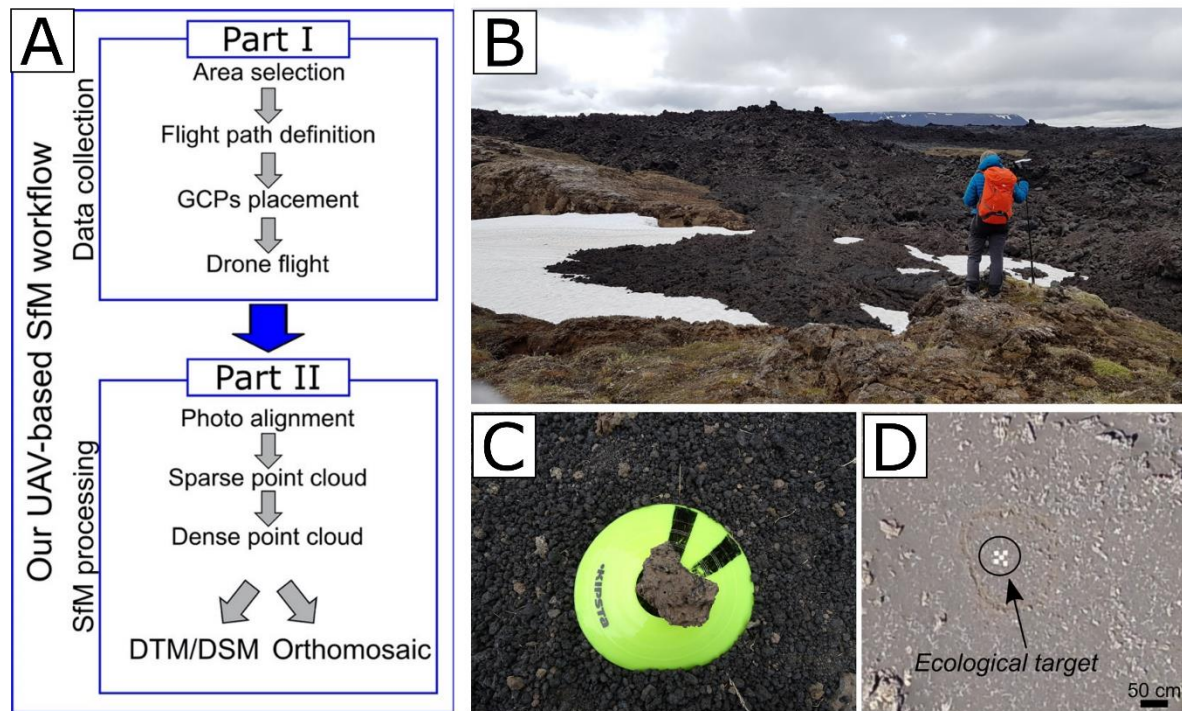 A
Our UAV-based SfM workflow
Data collection
Part I
Area selection
Flight path definition
GCPs placement
Drone flight
SfM processing
Part II
Photo alignment
Sparse point cloud
Dense point cloud
DTM/DSM Orthomosaic
B
C
KIPSTA
D
Ecological target
50 cm